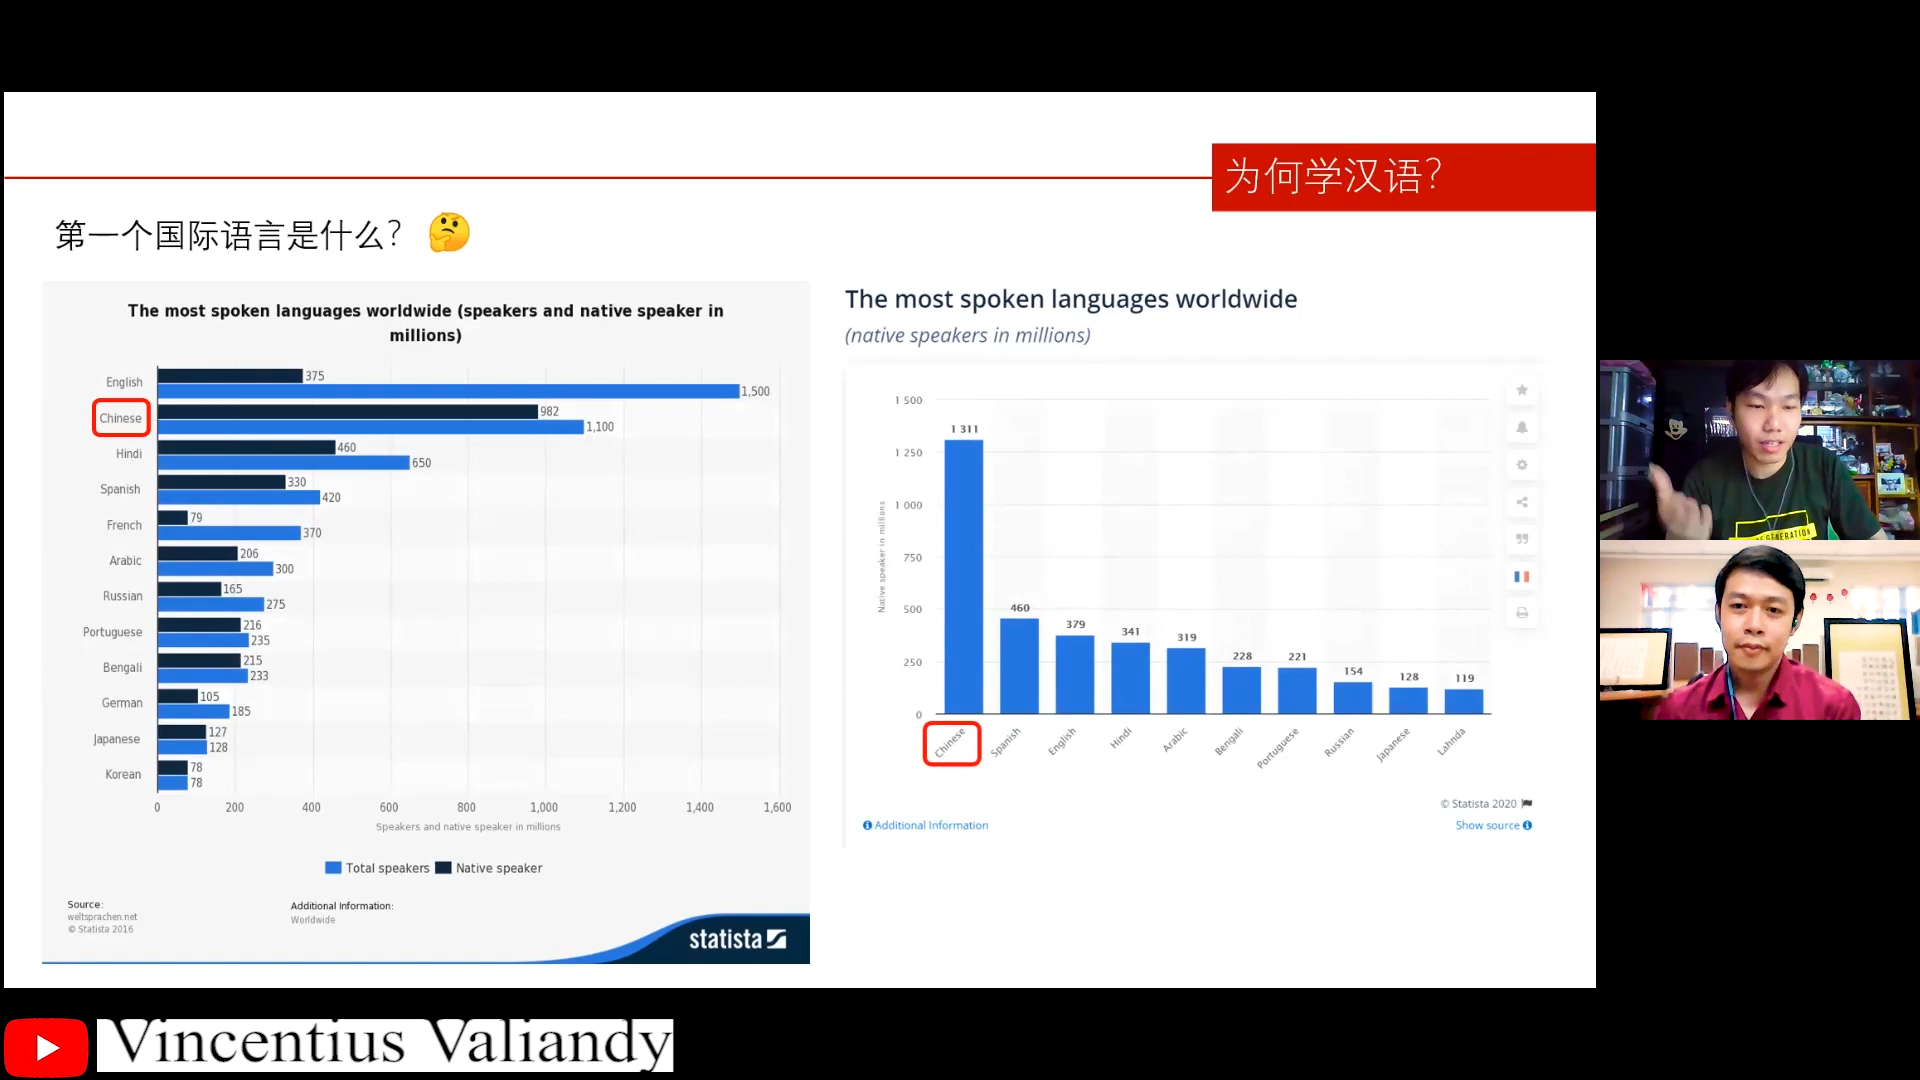 为何学汉语?
第一个国际语言是什么?
The most spoken languages worldwide (speakers and native speaker in
millions)
English 375
1,500
Chinese 982
1,100
Hindi 460
650
Spanish 330
420
French 79
370
Arabic 206
300
Russian 165
275
Portuguese 216
235
Bengali 215
233
German 105
185
Japanese 127
128
Korean 78
78
0 200 400 600 800 1,000 1,200 1,400 1,600
Speakers and native speaker in millions
Total speakers Native speaker
Source:
weltsprachen.net
© Statista 2016
Additional Information:
Worldwide
statista
The most spoken languages worldwide
(native speakers in millions)
Native speaker in millions
1 500
1 250
1 000
750
500
250
0
1 311 460 379 341 319 228 221 154 128 119
Chinese Spanish English Hindi Arabic Bengali Portuguese Russian Japanese Lahnda
© Statista 2020
Additional Information
Show source
GENERATION
Vincentius Valiandy